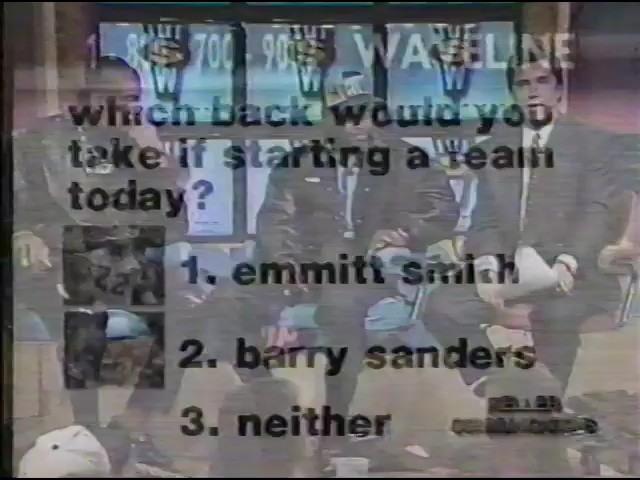 WAVELINE
which back would you
take if starting a team
today?
1. emmitt smith
2. barry sanders
3. neither